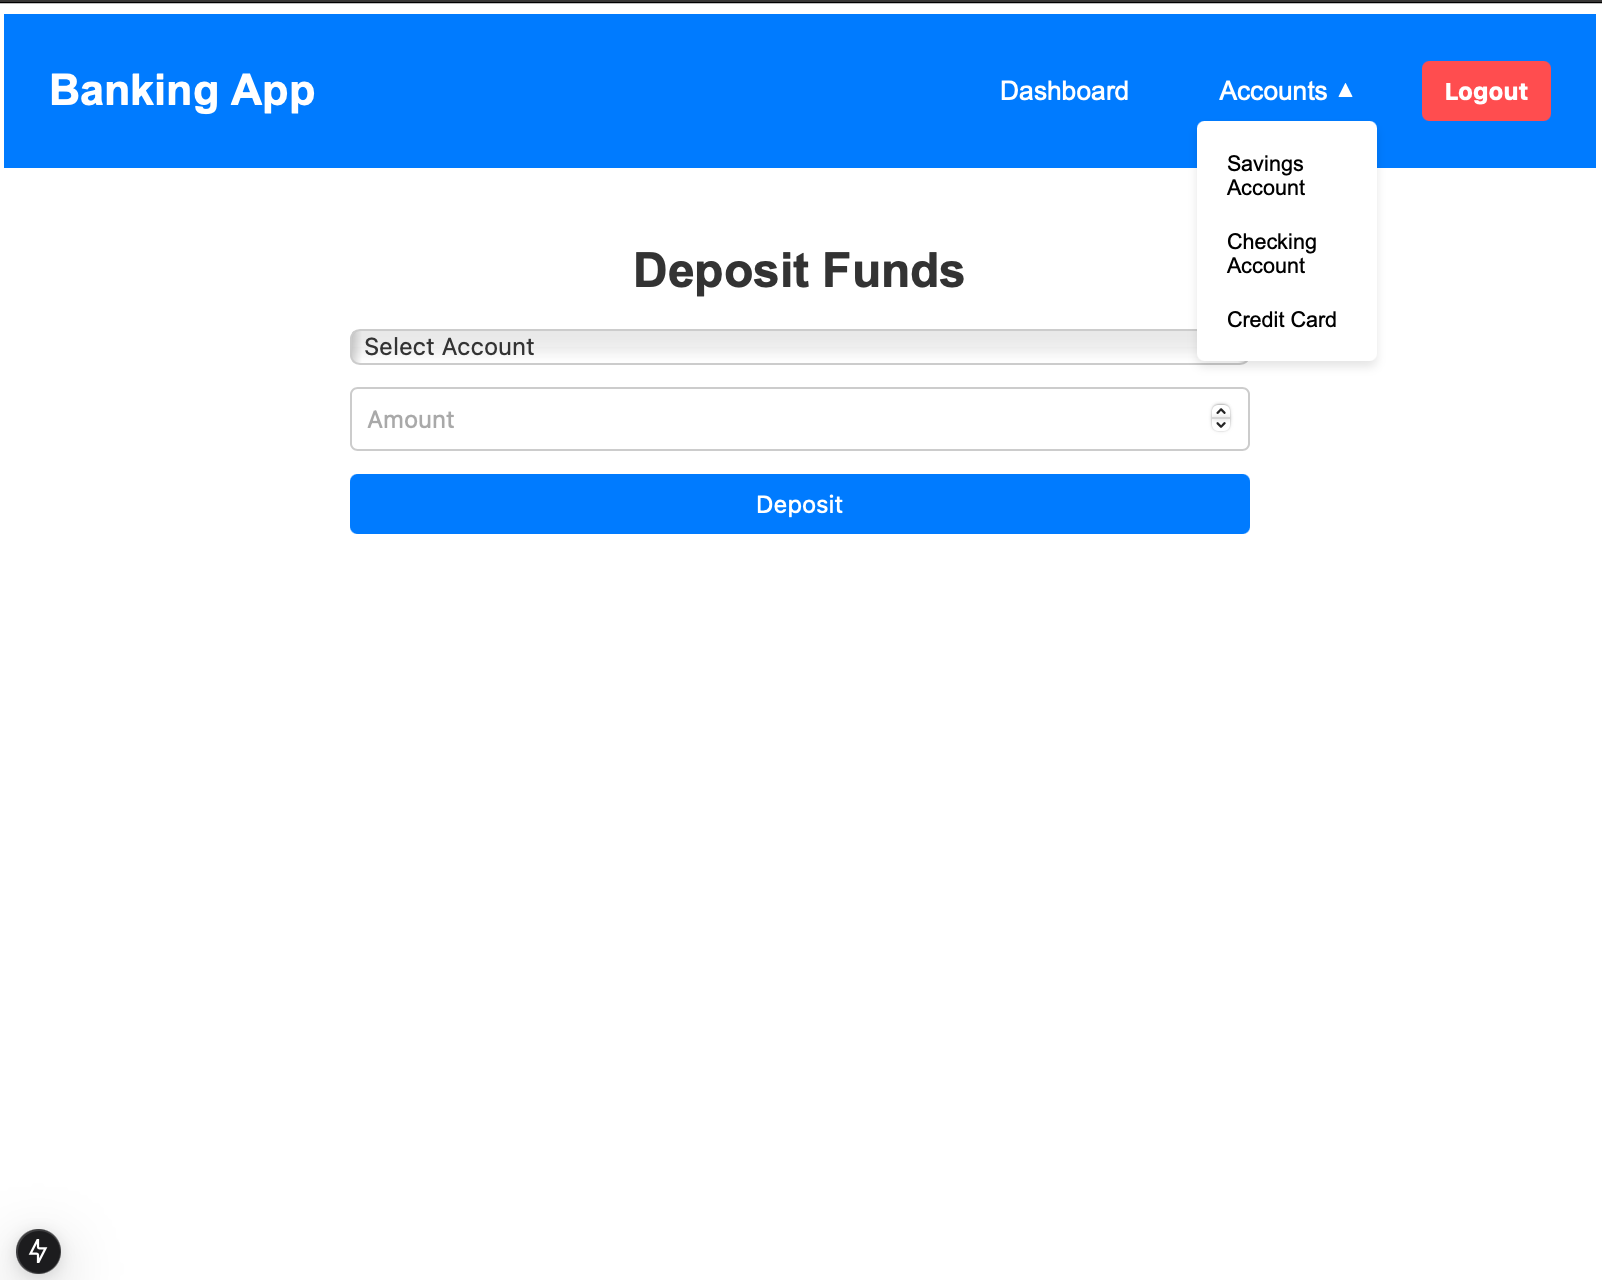 Banking App
Dashboard
Accounts ▲
Logout
Savings
Account
Checking
Account
Credit Card
Deposit Funds
Select Account
Amount
Deposit